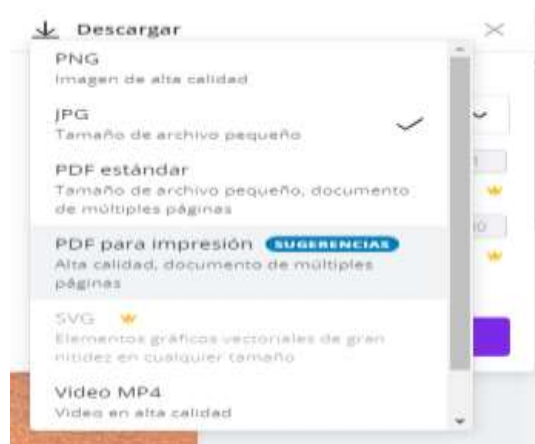 Descargar
PNG
Imagen de alta calidad
JPG
Tamaño de archivo pequeño
PDF estándar
Tamaño de archivo pequeño, documento
de múltiples páginas
PDF para impresión SUGERENCIAS
Alta calidad, documento de múltiples
páginas
SVG
Elementos gráficos vectoriales de gran
nitidez en cualquier tamaño
Video MP4
Video en alta calidad